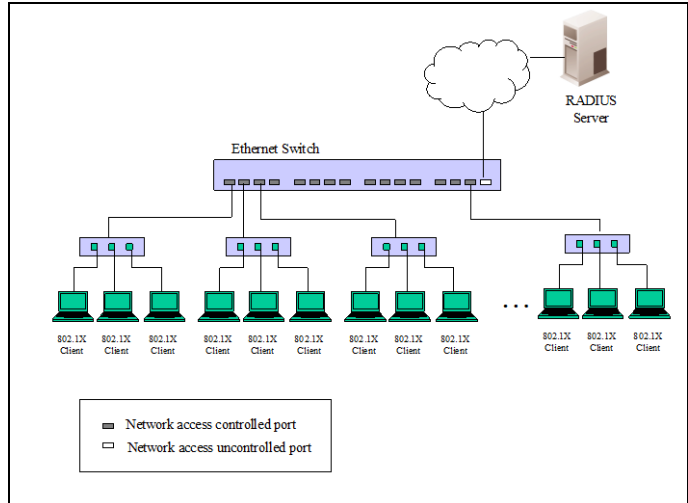 RADIUS
Server
Ethernet Switch
...
802.1X
Client
802.1X
Client
802.1X
Client
802.1X
Client
802.1X
Client
802.1X
Client
802.1X
Client
802.1X
Client
802.1X
Client
802.1X
Client
802.1X
Client
802.1X
Client
Network access controlled port
Network access uncontrolled port